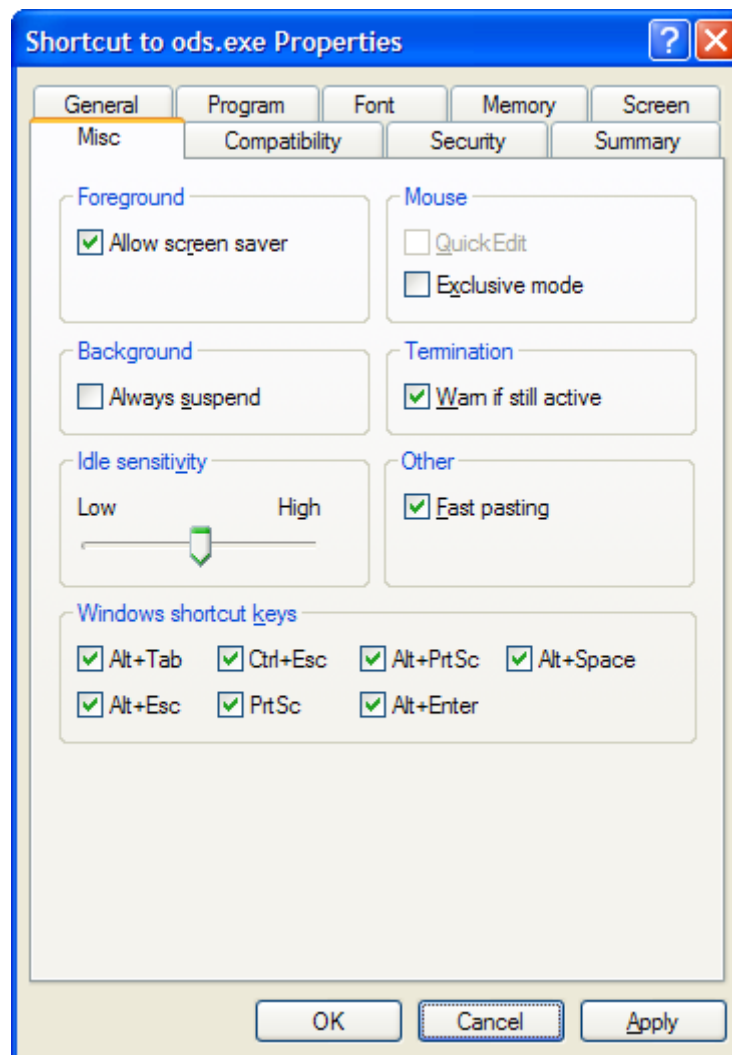 Shortcut to ods.exe Properties
General Program Font Memory Screen
Misc Compatibility Security Summary
Foreground Mouse
Allow screen saver QuickEdit
Exclusive mode
Background Termination
Always suspend Warn if still active
Idle sensitivity Other
Low High Fast pasting
Windows shortcut keys
Alt+Tab Ctrl+Esc Alt+PrtSc Alt+Space
Alt+Esc PrtSc Alt+Enter
OK Cancel Apply